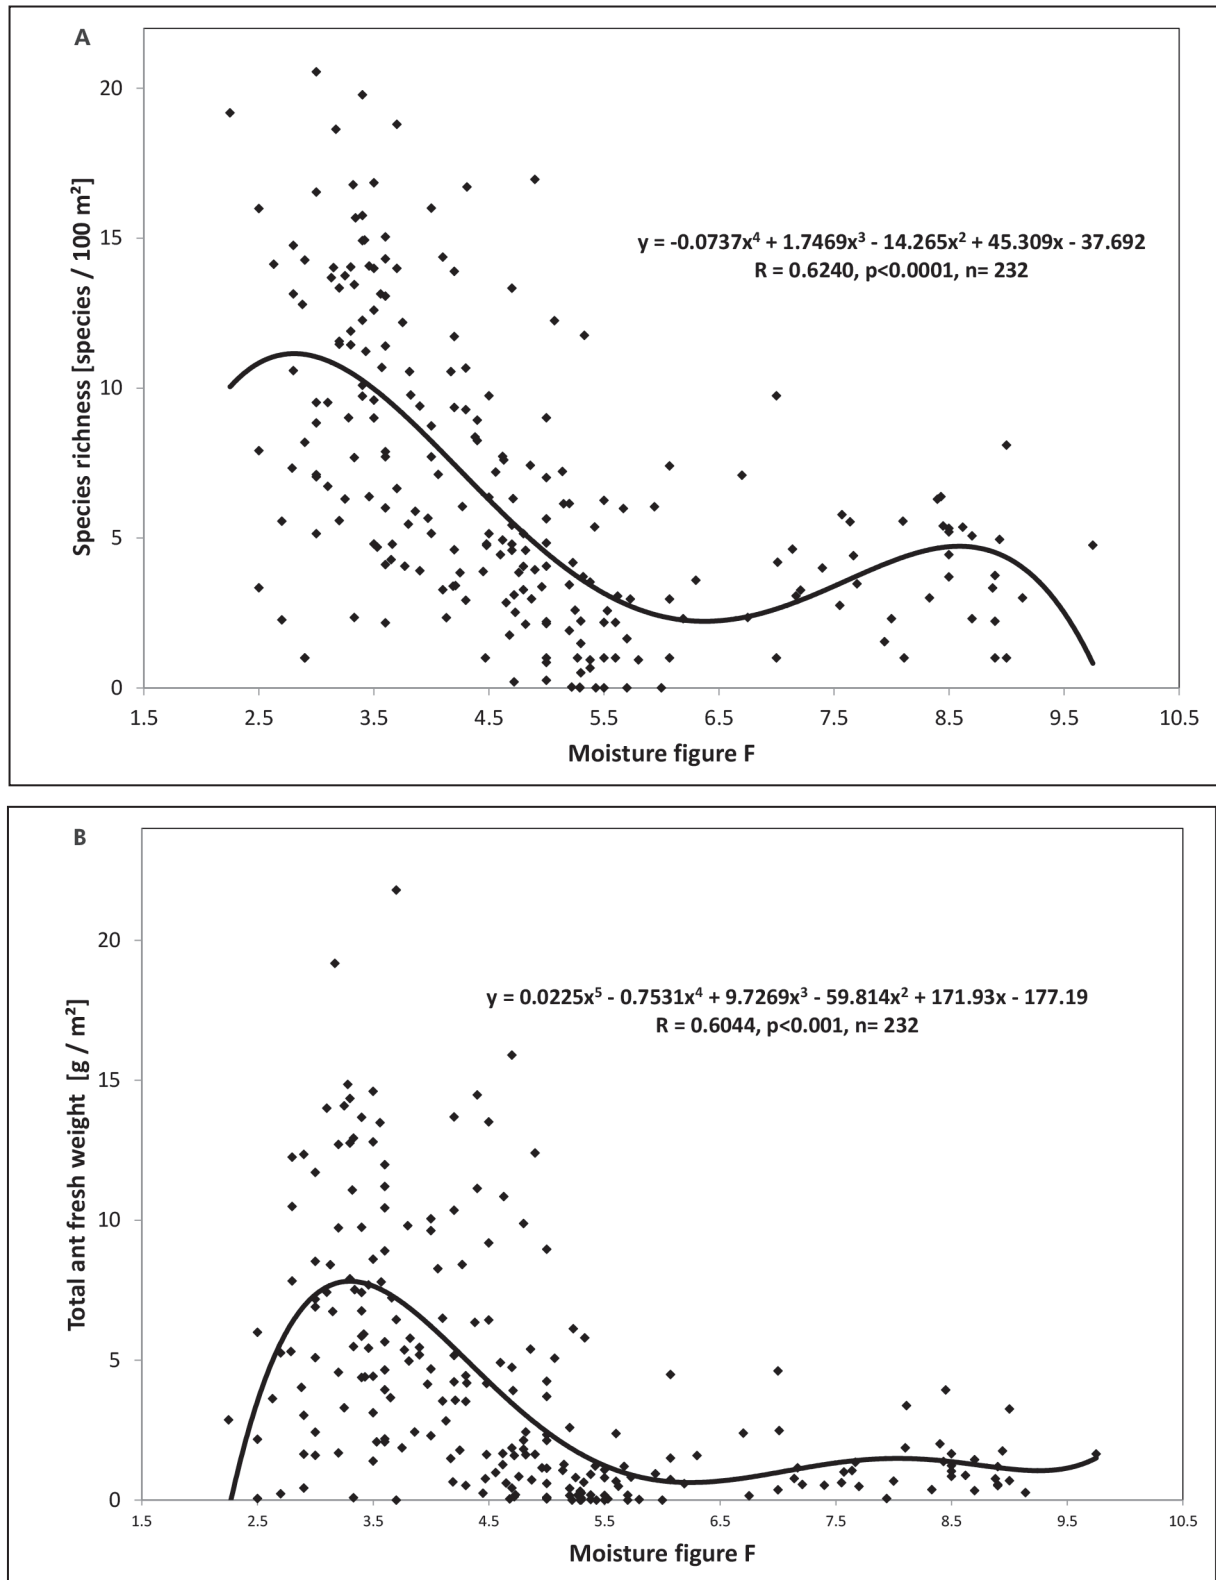 A
Species richness [species / 100 m²]
20
15
10
5
0
y = -0.0737x⁴ + 1.7469x³ - 14.265x² + 45.309x - 37.692
R = 0.6240, p<0.0001, n= 232
1.5 2.5 3.5 4.5 5.5 6.5 7.5 8.5 9.5 10.5
Moisture figure F
B
Total ant fresh weight [g / m²]
20
15
10
5
0
y = 0.0225x⁵ - 0.7531x⁴ + 9.7269x³ - 59.814x² + 171.93x - 177.19
R = 0.6044, p<0.001, n= 232
1.5 2.5 3.5 4.5 5.5 6.5 7.5 8.5 9.5 10.5
Moisture figure F